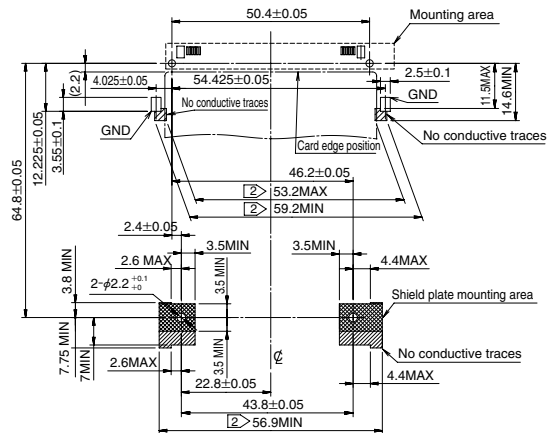 50.4±0.05
Mounting area
(2.2)
4.025±0.05
54.425±0.05
2.5±0.1
11.5MAX
14.6MIN
GND
No conductive traces
GND
No conductive traces
Card edge position
64.8±0.05
12.225±0.05
3.55±0.1
46.2±0.05
2 53.2MAX
2 59.2MIN
2.4±0.05
3.5MIN
3.5MIN
2.6 MAX
4.4MAX
3.8 MIN
3.5 MIN
2-φ2.2 +0.1 +0
Shield plate mounting area
7.75 MIN
7MIN
3.5 MIN
No conductive traces
2.6MAX
4.4MAX
22.8±0.05
43.8±0.05
2 56.9MIN